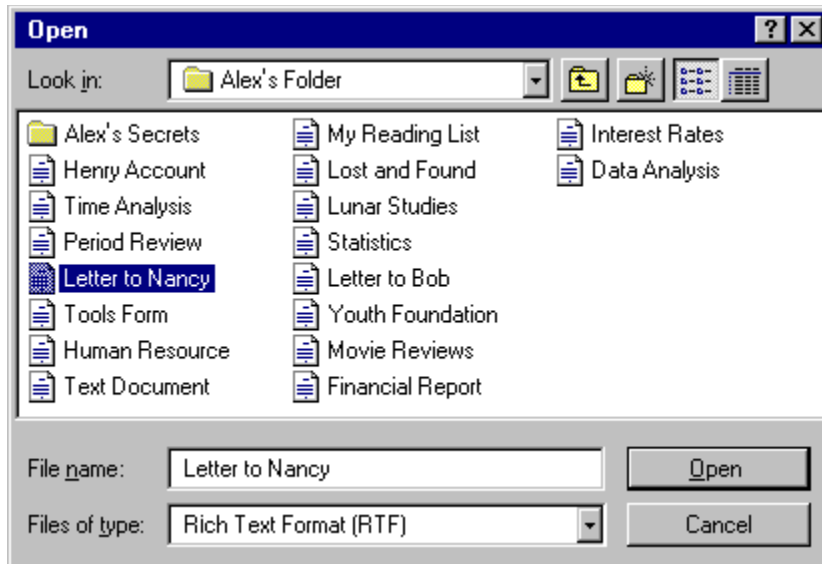 Open
Look in: Alex's Folder
Alex's Secrets My Reading List Interest Rates
Henry Account Lost and Found Data Analysis
Time Analysis Lunar Studies
Period Review Statistics
Letter to Nancy Letter to Bob
Tools Form Youth Foundation
Human Resource Movie Reviews
Text Document Financial Report
File name: Letter to Nancy Open
Files of type: Rich Text Format (RTF) Cancel